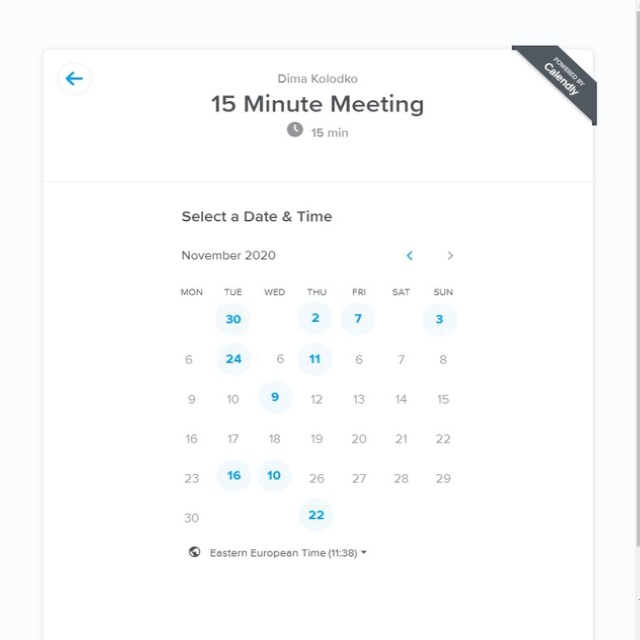 POWERED BY
Calendly
Dima Kolodko
15 Minute Meeting
15 min
Select a Date & Time
November 2020
MON TUE WED THU FRI SAT SUN
30 2 7 3
6 24 6 11 6 7 8
9 10 9 12 13 14 15
16 17 18 19 20 21 22
23 16 10 26 27 28 29
30 22
Eastern European Time (11:38)